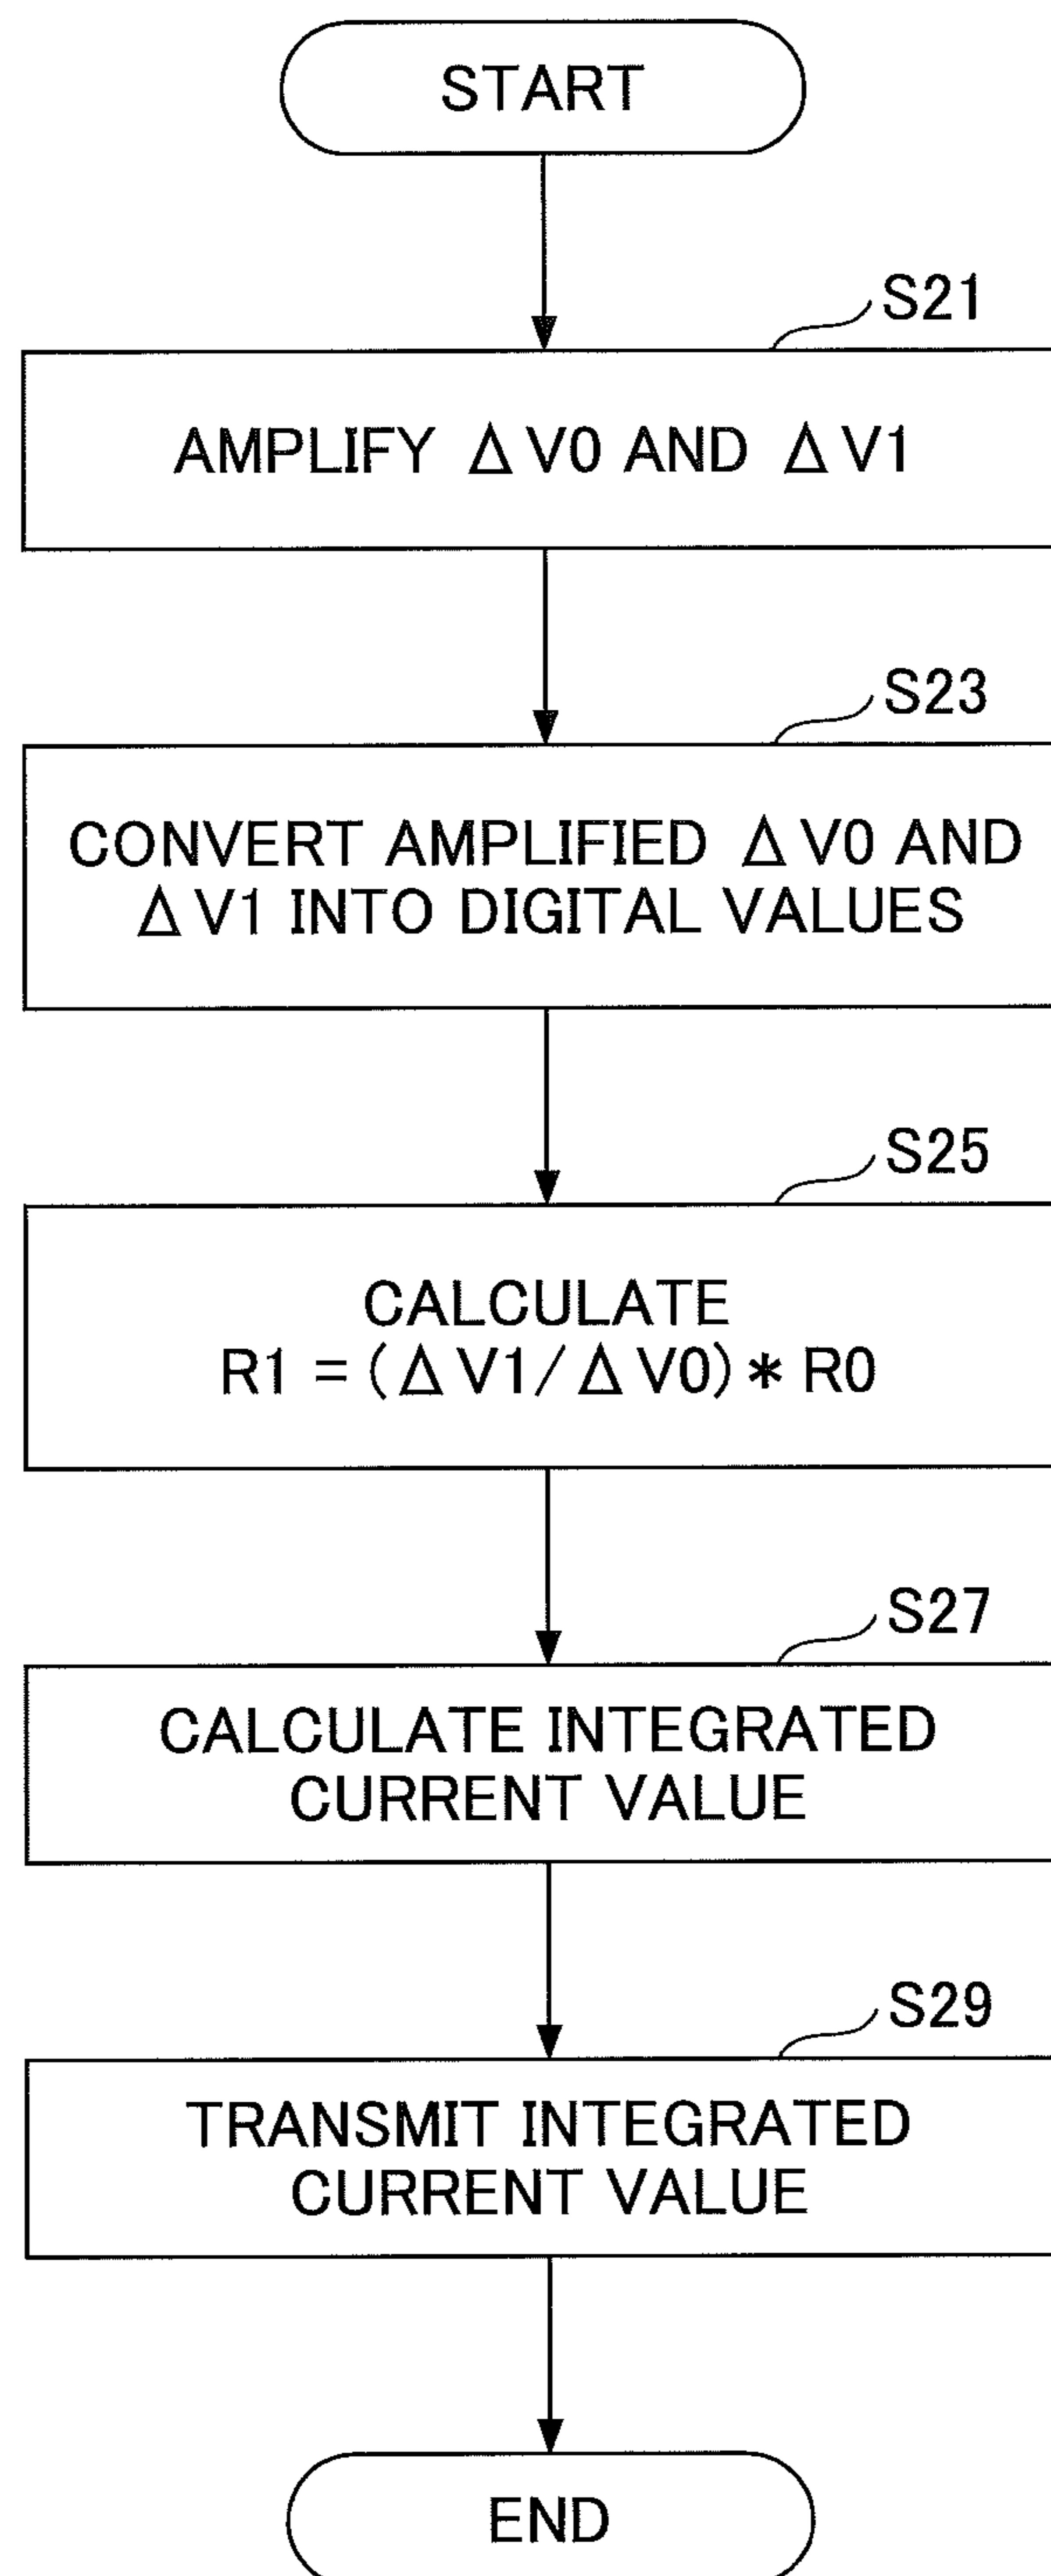 START
S21
AMPLIFY ΔV0 AND ΔV1
S23
CONVERT AMPLIFIED ΔV0 AND
ΔV1 INTO DIGITAL VALUES
S25
CALCULATE
R1 = (ΔV1/ΔV0) * R0
S27
CALCULATE INTEGRATED
CURRENT VALUE
S29
TRANSMIT INTEGRATED
CURRENT VALUE
END